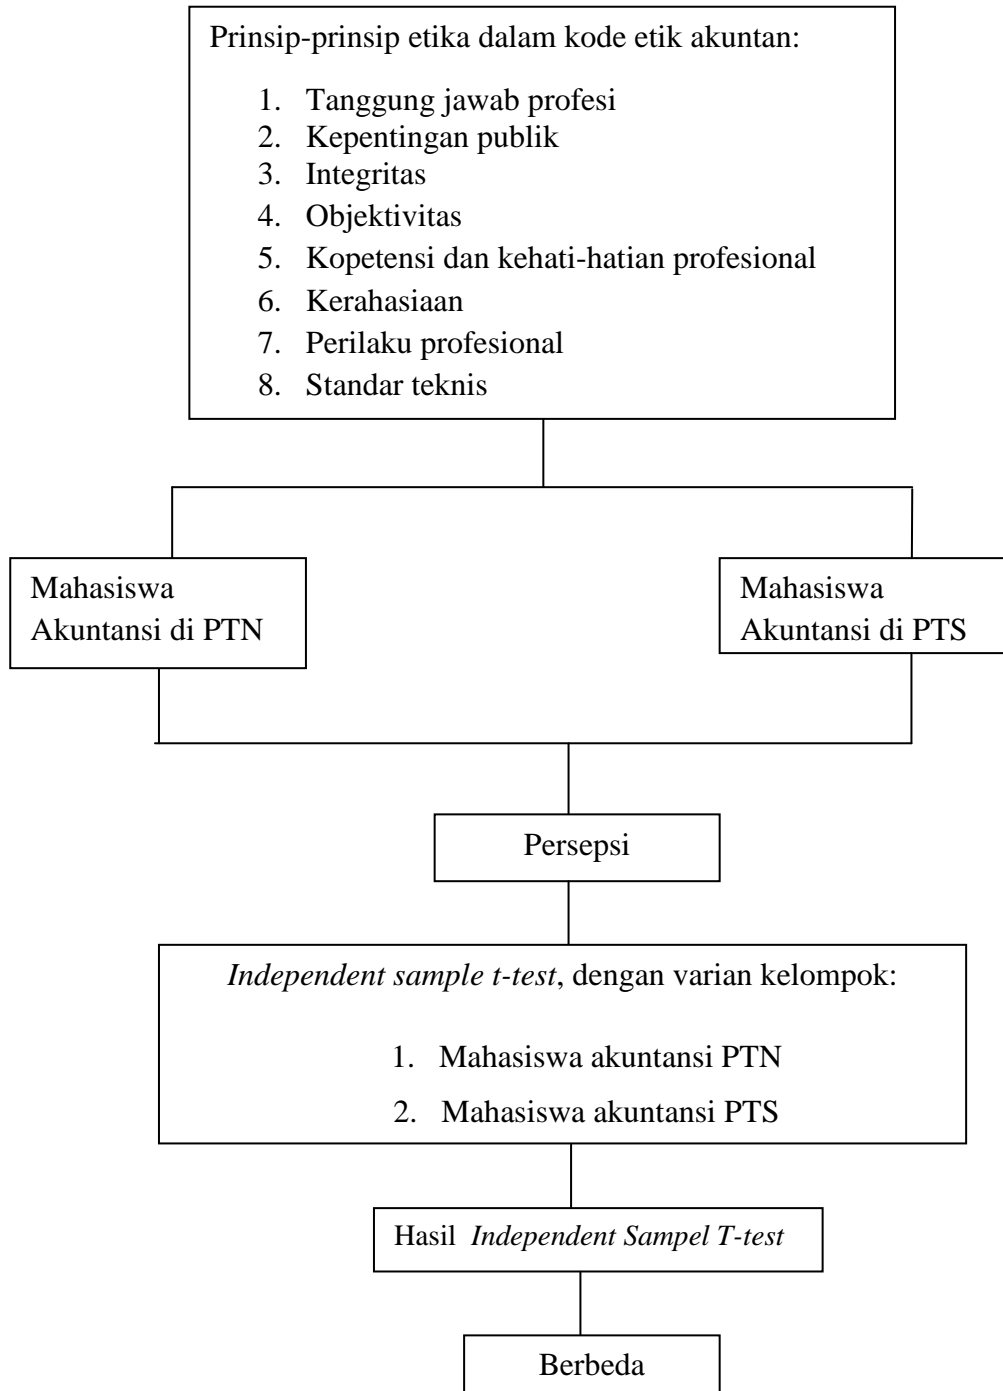 Prinsip-prinsip etika dalam kode etik akuntan:
1. Tanggung jawab profesi
2. Kepentingan publik
3. Integritas
4. Objektivitas
5. Kopetensi dan kehati-hatian profesional
6. Kerahasiaan
7. Perilaku profesional
8. Standar teknis
Mahasiswa
Akuntansi di PTN
Mahasiswa
Akuntansi di PTS
Persepsi
Independent sample t-test, dengan varian kelompok:
1. Mahasiswa akuntansi PTN
2. Mahasiswa akuntansi PTS
Hasil Independent Sampel T-test
Berbeda